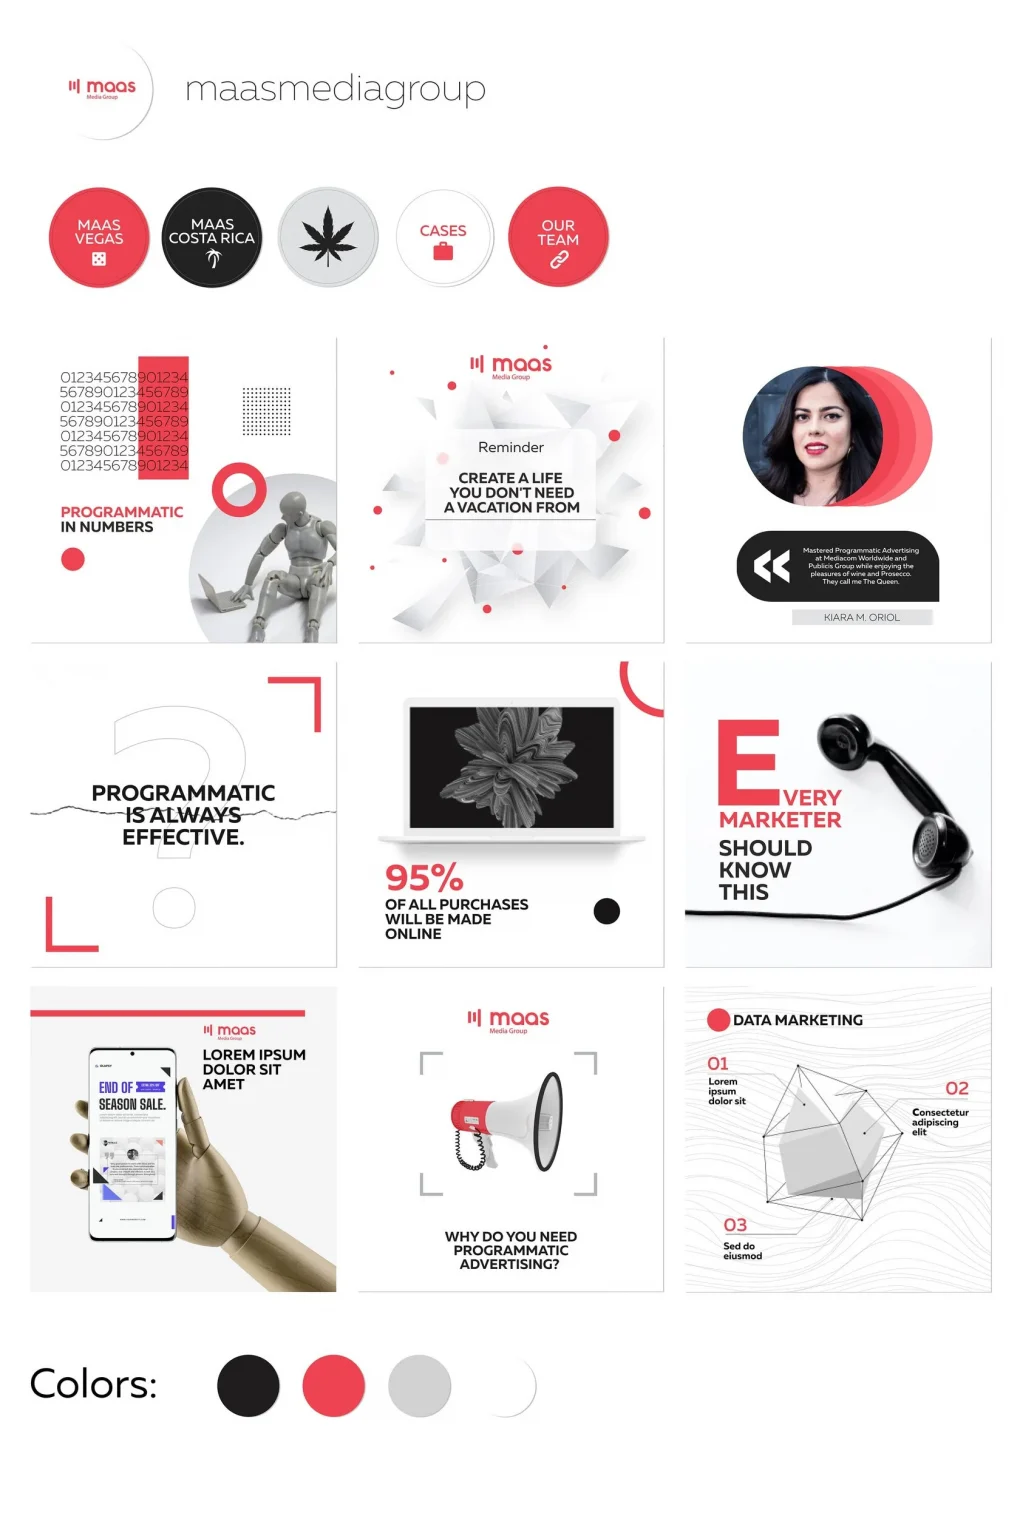 maas
Media Group
maasmediagroup
MAAS
VEGAS
MAAS
COSTA RICA
CASES
OUR
TEAM
012345678901234
567890123456789
012345678901234
567890123456789
012345678901234
567890123456789
012345678901234
PROGRAMMATIC
IN NUMBERS
maas
Media Group
Reminder
CREATE A LIFE
YOU DON'T NEED
A VACATION FROM
Mastered Programmatic Advertising
at Mediacom Worldwide and
Publicis Group while enjoying the
pleasures of wine and Prosecco.
They call me The Queen.
KIARA M. ORIOL
?
PROGRAMMATIC
IS ALWAYS
EFFECTIVE.
95%
OF ALL PURCHASES
WILL BE MADE
ONLINE
EVERY
MARKETER
SHOULD
KNOW
THIS
maas
Media Group
LOREM IPSUM
DOLOR SIT
AMET
END OF
SEASON SALE.
maas
Media Group
WHY DO YOU NEED
PROGRAMMATIC
ADVERTISING?
DATA MARKETING
01
Lorem
ipsum
dolor sit
02
Consectetur
adipiscing
elit
03
Sed do
eiusmod
Colors: